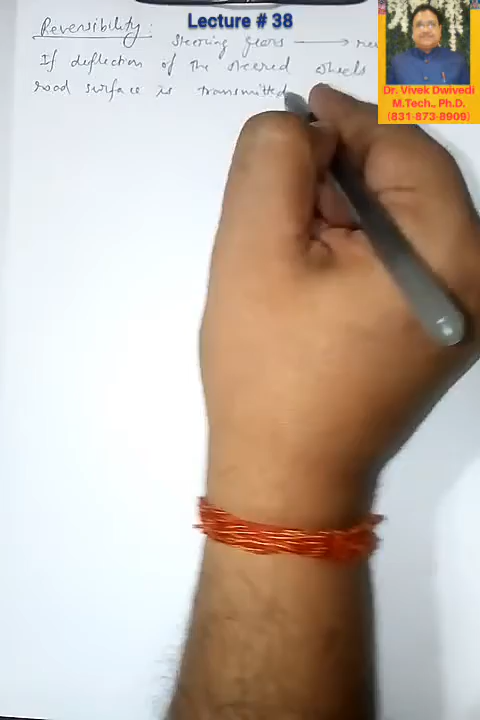 Lecture # 38
Reversibility :
Steering gears → rev
If deflection of the steered wheels
road surface is transmitted
Dr. Vivek Dwivedi
M.Tech., Ph.D.
(831-873-8909)